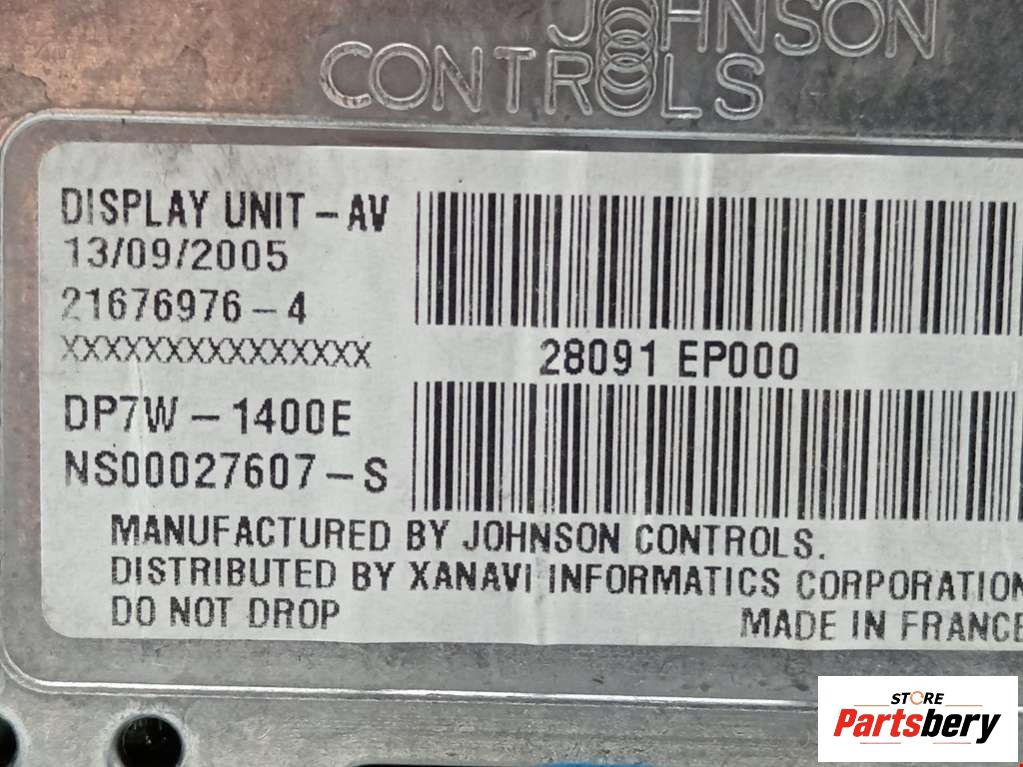 JOHNSON
CONTROLS
DISPLAY UNIT - AV
13/09/2005
21676976 - 4
XXXXXXXXXXXXXXX
28091 EP000
DP7W - 1400E
NS00027607 - S
MANUFACTURED BY JOHNSON CONTROLS.
DISTRIBUTED BY XANAVI INFORMATICS CORPORATION
DO NOT DROP
MADE IN FRANCE
STORE
Partsbery